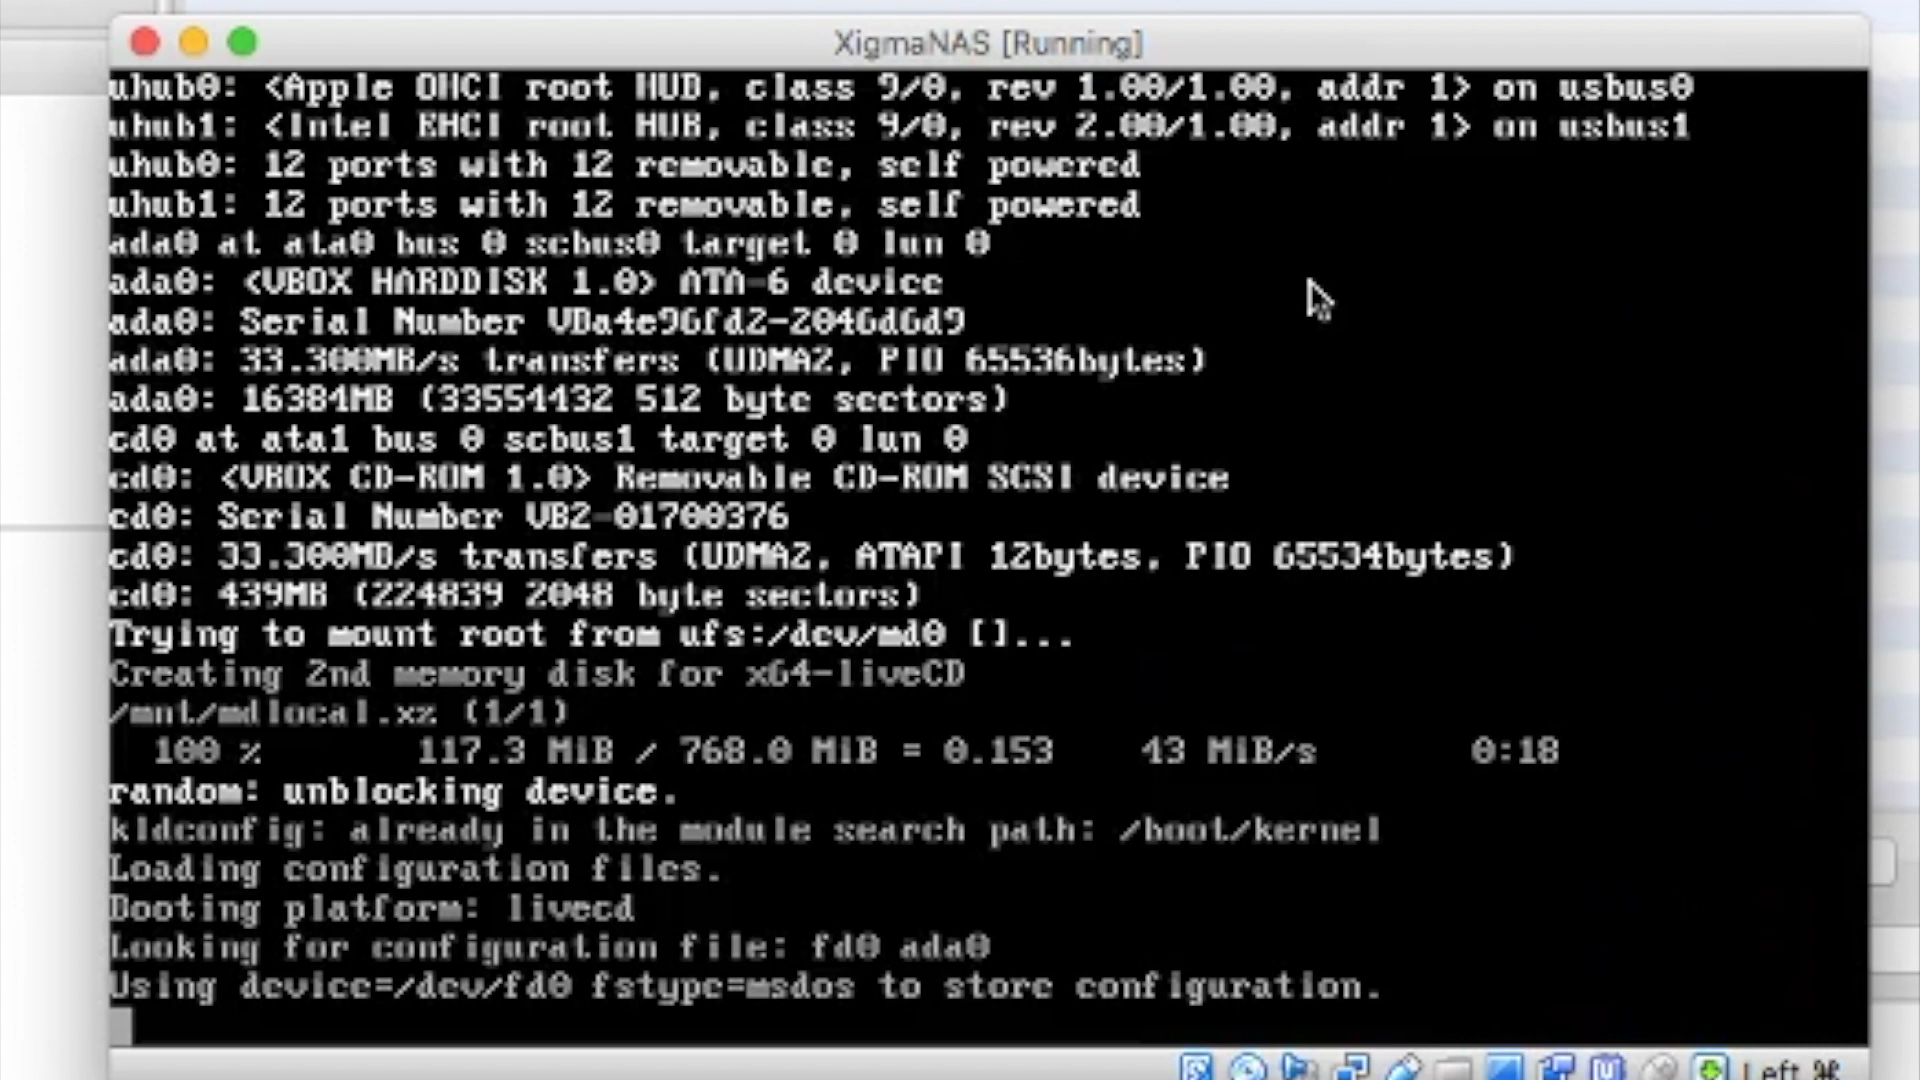 XigmaNAS [Running]
uhub0: <Apple OHCI root HUB, class 9/0, rev 1.00/1.00, addr 1> on usbus0
uhub1: <Intel EHCI root HUB, class 9/0, rev 2.00/1.00, addr 1> on usbus1
uhub0: 12 ports with 12 removable, self powered
uhub1: 12 ports with 12 removable, self powered
ada0 at ata0 bus 0 scbus0 target 0 lun 0
ada0: <VBOX HARDDISK 1.0> ATA-6 device
ada0: Serial Number VBa4e96fd2-2046d6d9
ada0: 33.300MB/s transfers (UDMA2, PIO 65536bytes)
ada0: 16384MB (33554432 512 byte sectors)
cd0 at ata1 bus 0 scbus1 target 0 lun 0
cd0: <VBOX CD-ROM 1.0> Removable CD-ROM SCSI device
cd0: Serial Number VB2-01700376
cd0: 33.300MB/s transfers (UDMA2, ATAPI 12bytes, PIO 65534bytes)
cd0: 439MB (224839 2048 byte sectors)
Trying to mount root from ufs:/dev/md0 []...
Creating 2nd memory disk for x64-liveCD
/mnt/mdlocal.xz (1/1)
100 % 117.3 MiB / 768.0 MiB = 0.153 43 MiB/s 0:18
random: unblocking device.
kldconfig: already in the module search path: /boot/kernel
Loading configuration files.
Booting platform: livecd
Looking for configuration file: fd0 ada0
Using device=/dev/fd0 fstype=msdos to store configuration.
Left ⌘